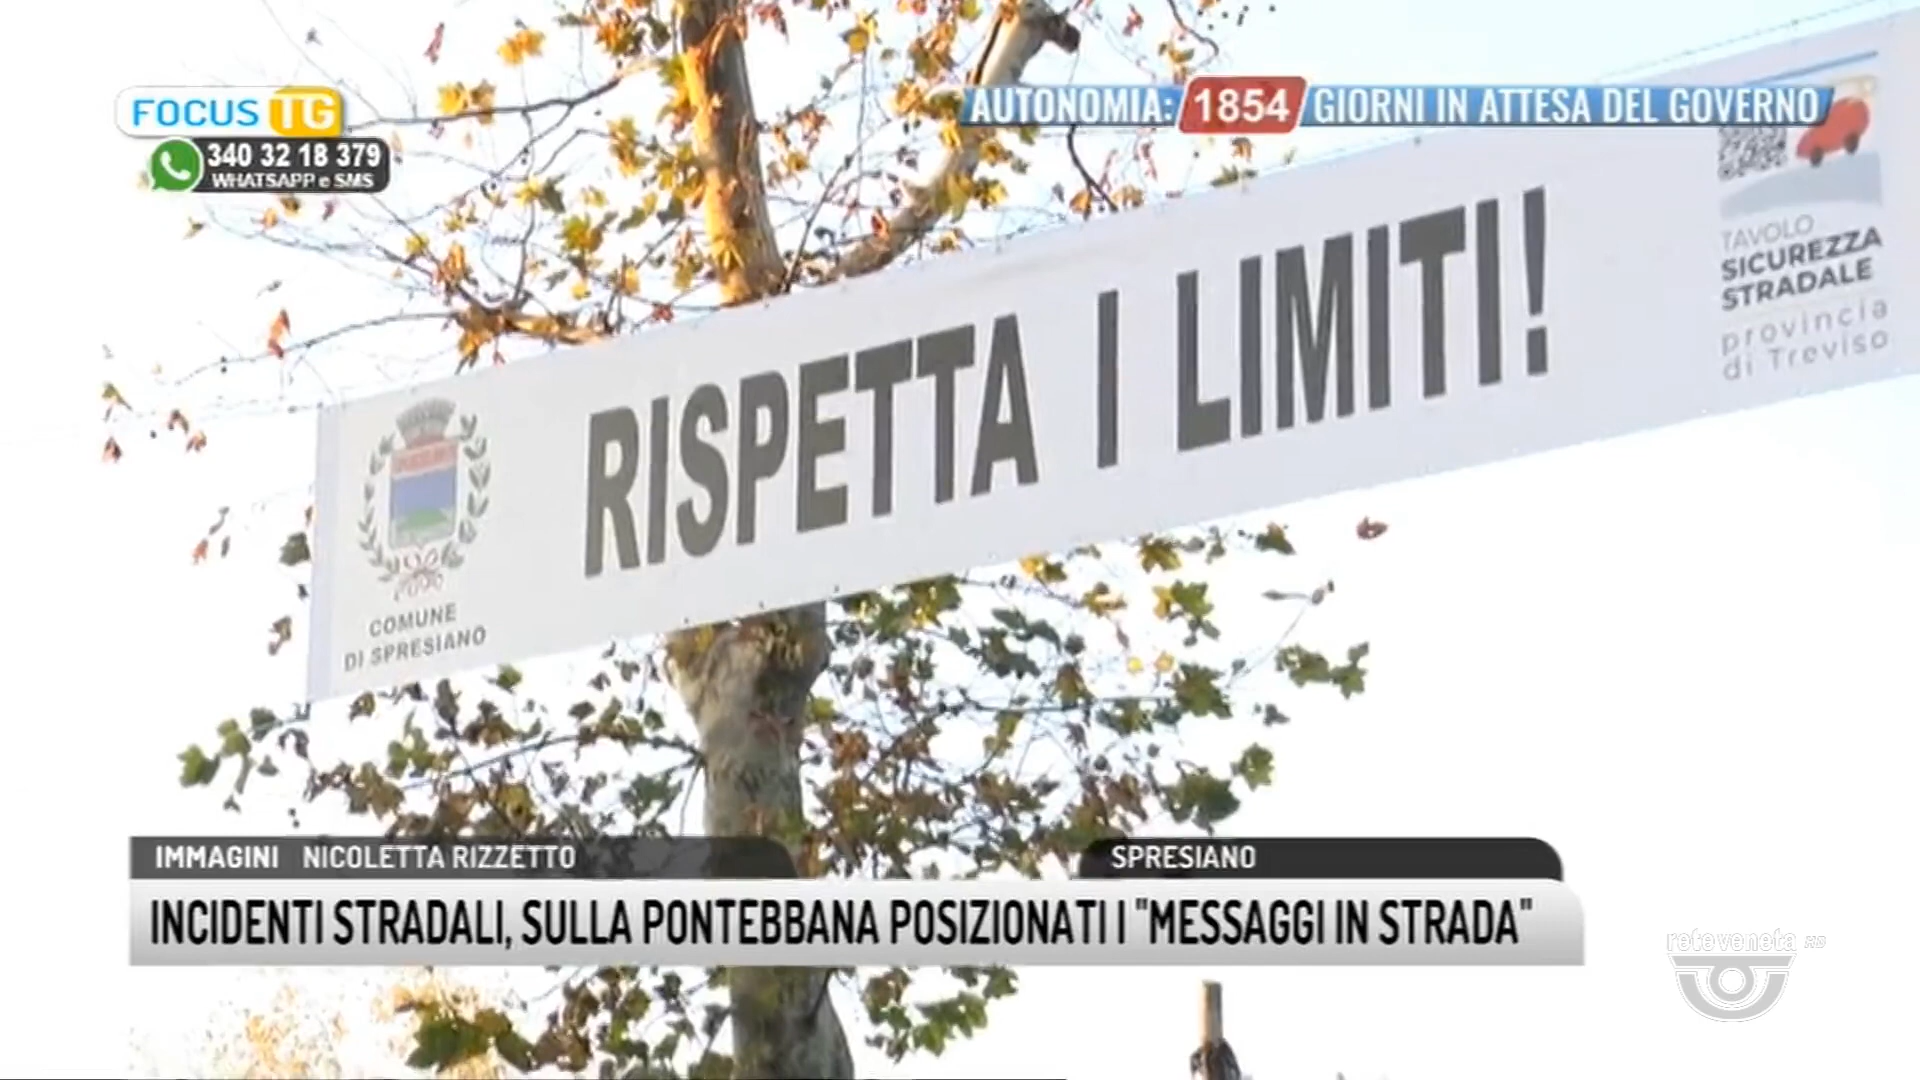 FOCUS TG
340 32 18 379
WHATSAPP e SMS
AUTONOMIA: 1854 GIORNI IN ATTESA DEL GOVERNO
RISPETTA I LIMITI!
TAVOLO
SICUREZZA
STRADALE
provincia
di Treviso
COMUNE
DI SPRESIANO
IMMAGINI NICOLETTA RIZZETTO
SPRESIANO
INCIDENTI STRADALI, SULLA PONTEBBANA POSIZIONATI I "MESSAGGI IN STRADA"
reteveneta HD